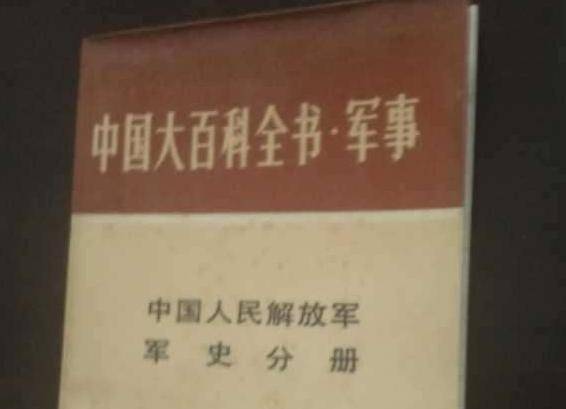 中国大百科全书·军事
中国人民解放军
军史分册